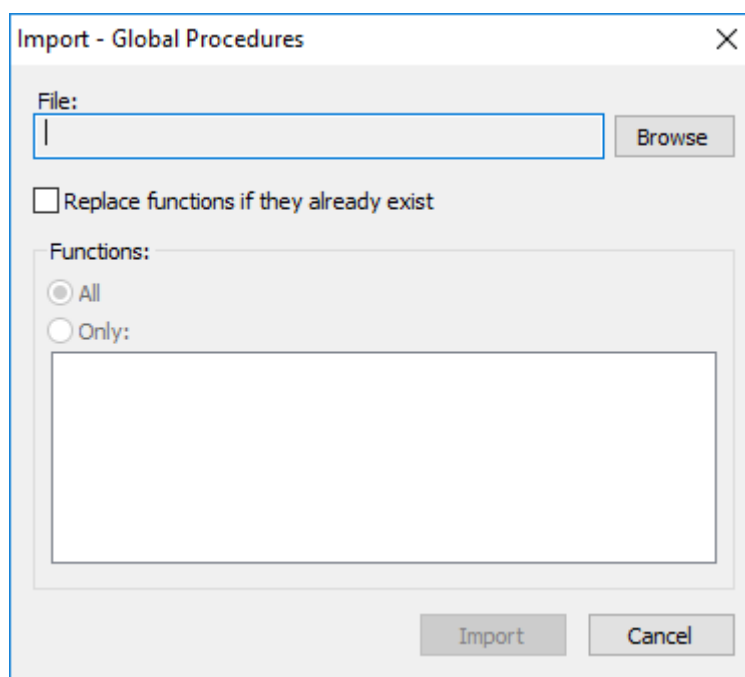 Import - Global Procedures
File:
Browse
Replace functions if they already exist
Functions:
All
Only:
Import
Cancel